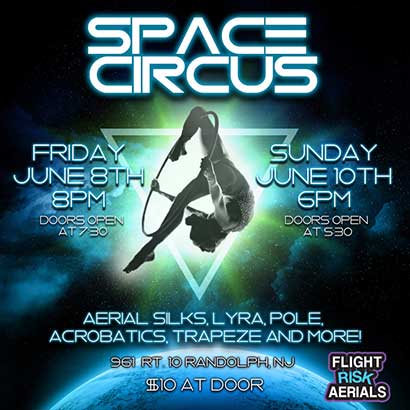 SPACE
CIRCUS
FRIDAY
JUNE 8TH
8PM
DOORS OPEN
AT 7:30
SUNDAY
JUNE 10TH
6PM
DOORS OPEN
AT 5:30
AERIAL SILKS, LYRA, POLE,
ACROBATICS, TRAPEZE AND MORE!
961 RT. 10 RANDOLPH, NJ
$10 AT DOOR
FLIGHT
RISK
AERIALS